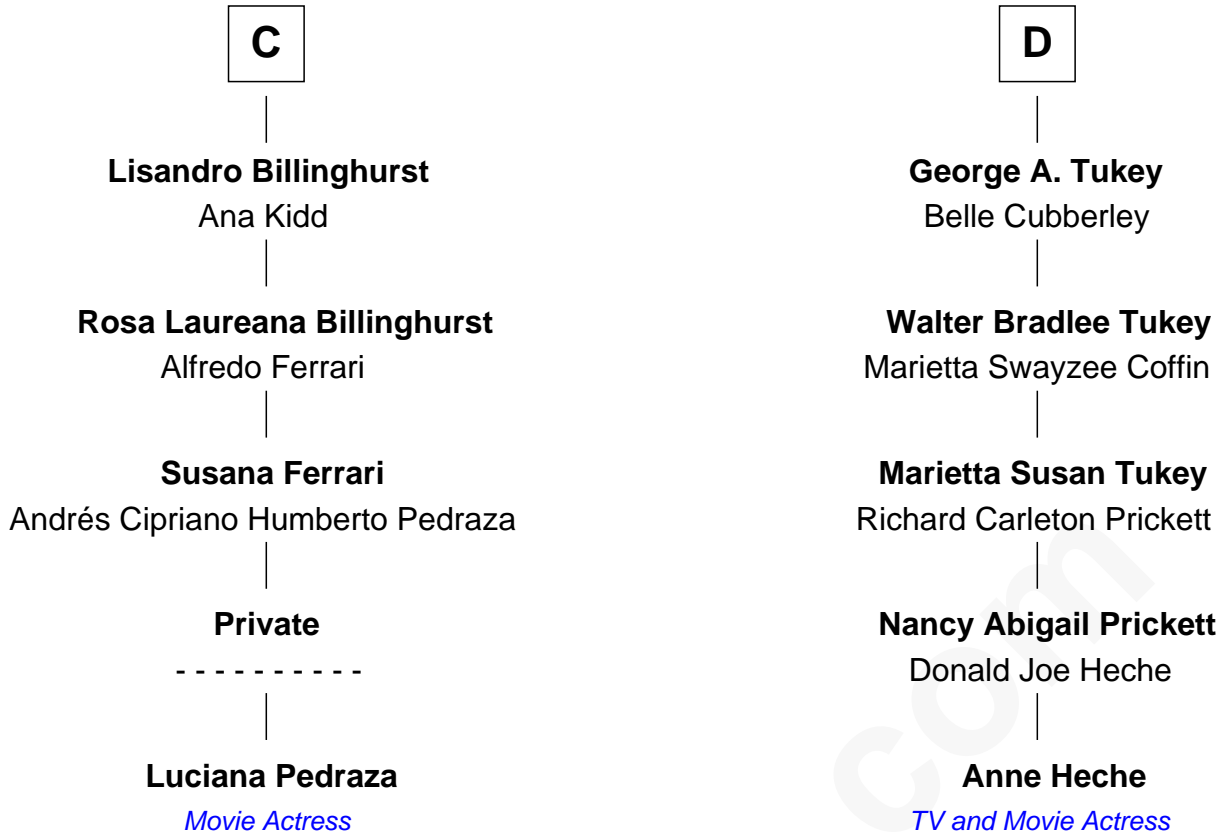 C
Lisandro Billinghurst
Ana Kidd
Rosa Laureana Billinghurst
Alfredo Ferrari
Susana Ferrari
Andrés Cipriano Humberto Pedraza
Private
- - - - - - - - - -
Luciana Pedraza
Movie Actress
D
George A. Tukey
Belle Cubberley
Walter Bradlee Tukey
Marietta Swayzee Coffin
Marietta Susan Tukey
Richard Carleton Prickett
Nancy Abigail Prickett
Donald Joe Heche
Anne Heche
TV and Movie Actress
com